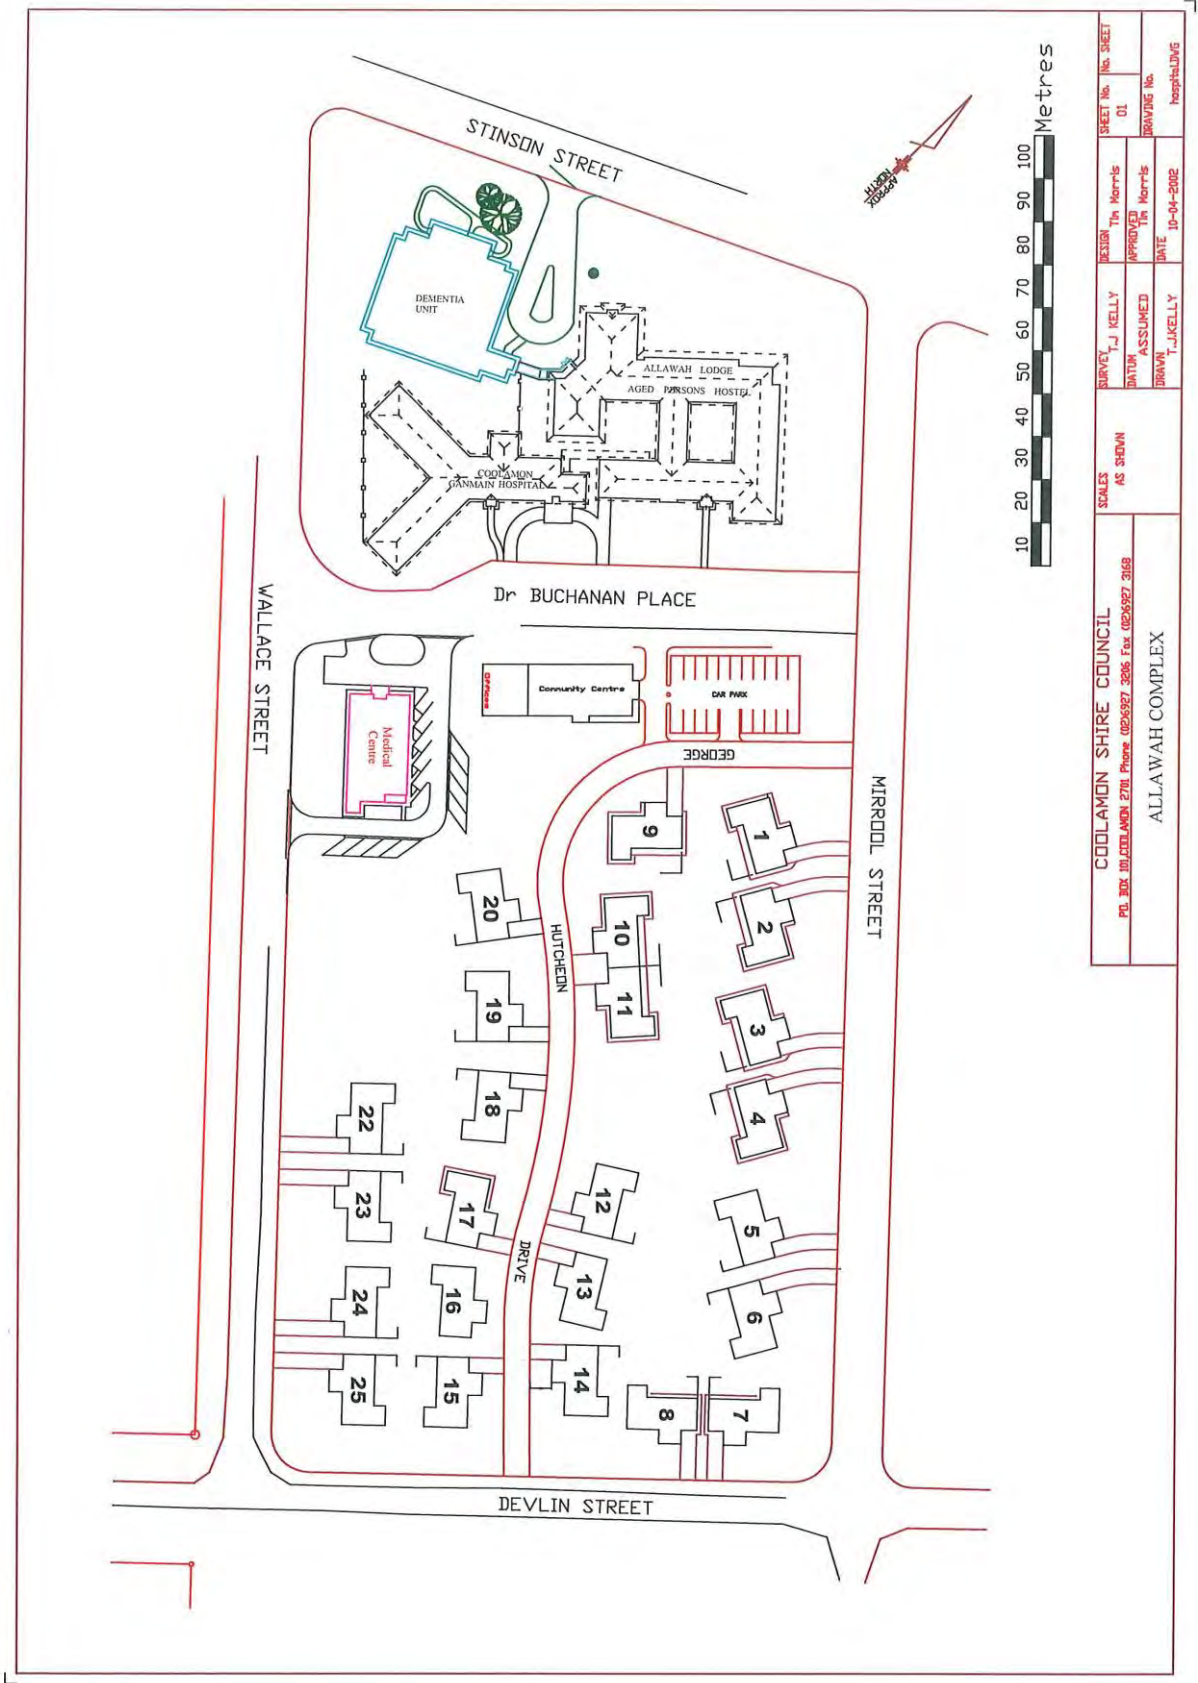 STINSON STREET
APPROX
NORTH
Metres
100
90
80
70
60
50
40
30
20
10
DEMENTIA
UNIT
ALLAWAH LODGE
AGED PERSONS HOSTEL
COOLAMON
GANMAIN HOSPITAL
Dr BUCHANAN PLACE
WALLACE STREET
Medical
Centre
Offices
Community Centre
CAR PARK
GEORGE
HUTCHEON
DRIVE
MIRROOL STREET
1
2
3
4
5
6
7
8
9
10
11
12
13
14
15
16
17
18
19
20
22
23
24
25
DEVLIN STREET
COOLAMON SHIRE COUNCIL
P.O. BOX 101,COOLAMON 2701 Phone (02)6927 3206 Fax (02)6927 3168
ALLAWAH COMPLEX
SCALES
AS SHOWN
SURVEY
T.J KELLY
DATUM
ASSUMED
DRAWN
T.J.KELLY
DESIGN
Tim Morris
APPROVED
Tim Morris
DATE
10-04-2002
SHEET No.
01
No. SHEET
DRAWING No.
hospital.DWG